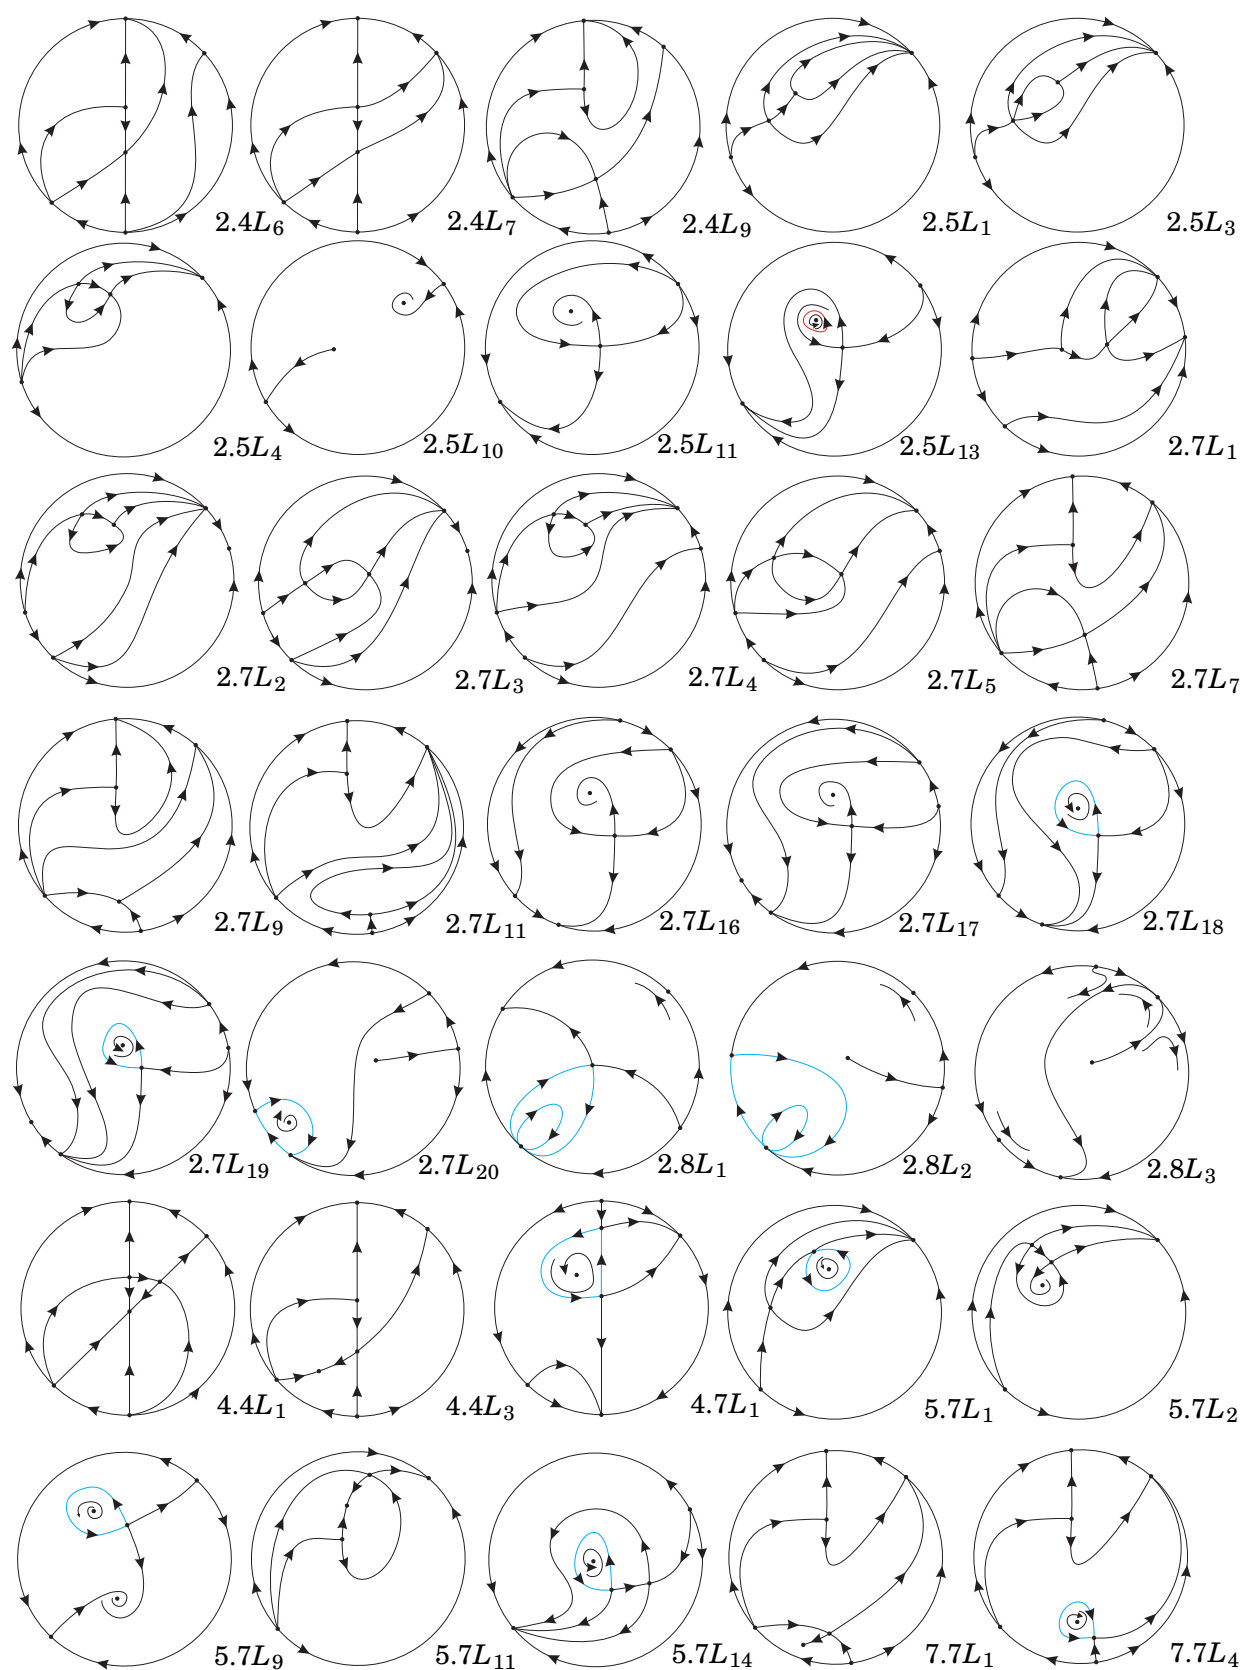 2.4L₆ 2.4L₇ 2.4L₉ 2.5L₁ 2.5L₃
2.5L₄ 2.5L₁₀ 2.5L₁₁ 2.5L₁₃ 2.7L₁
2.7L₂ 2.7L₃ 2.7L₄ 2.7L₅ 2.7L₇
2.7L₉ 2.7L₁₁ 2.7L₁₆ 2.7L₁₇ 2.7L₁₈
2.7L₁₉ 2.7L₂₀ 2.8L₁ 2.8L₂ 2.8L₃
4.4L₁ 4.4L₃ 4.7L₁ 5.7L₁ 5.7L₂
5.7L₉ 5.7L₁₁ 5.7L₁₄ 7.7L₁ 7.7L₄